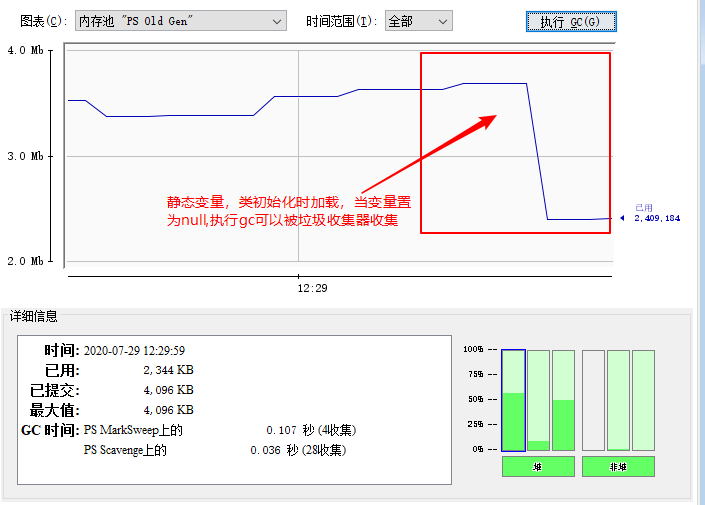 图表(C): 内存池 "PS Old Gen" 时间范围(T): 全部 执行 GC(G)
4.0 Mb
3.0 Mb
2.0 Mb
静态变量，类初始化时加载，当变量置
为null,执行gc可以被垃圾收集器收集
已用
2,409,184
12:29
详细信息
时间: 2020-07-29 12:29:59
已用: 2,344 KB
已提交: 4,096 KB
最大值: 4,096 KB
GC 时间: PS MarkSweep上的 0.107 秒 (4收集)
PS Scavenge上的 0.036 秒 (28收集)
100% --
75% --
50% --
25% --
0% --
堆 非堆